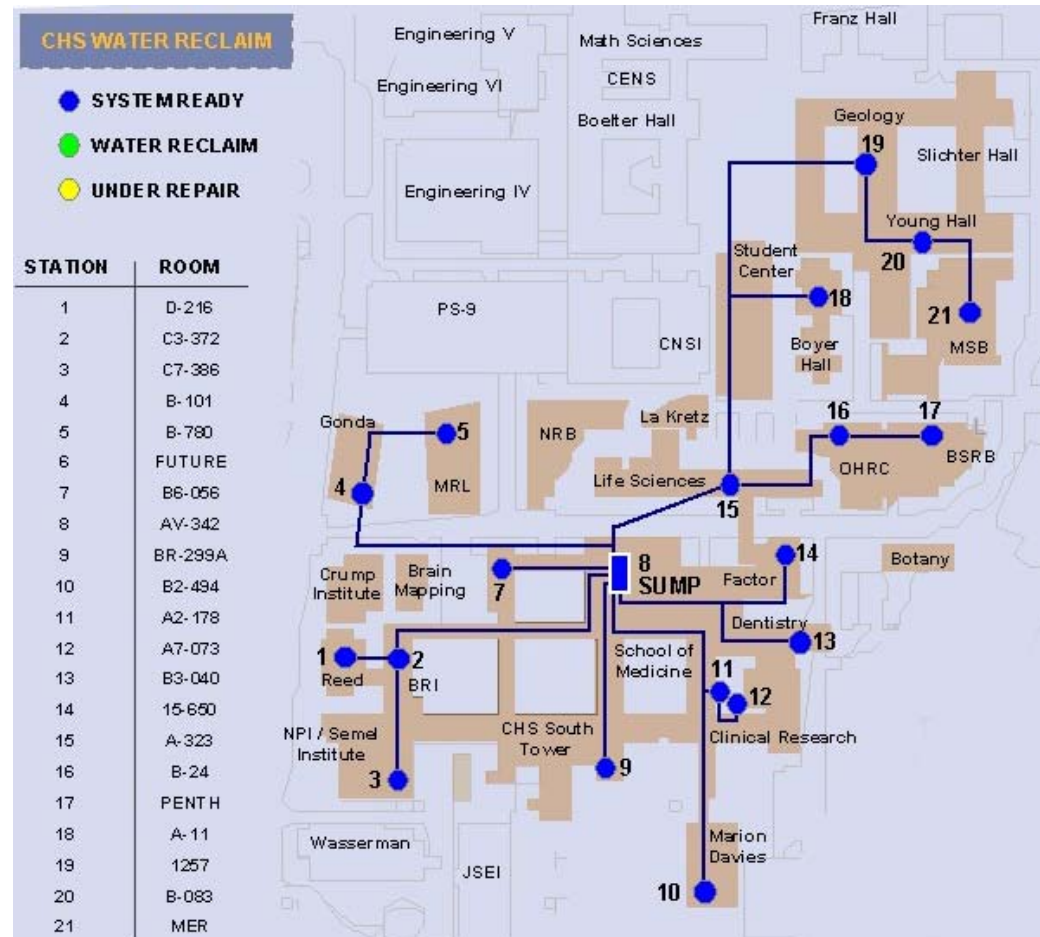 CHS WATER RECLAIM
SYSTEM READY
WATER RECLAIM
UNDER REPAIR
STATION ROOM
1 D-216
2 C3-372
3 C7-386
4 B-101
5 B-780
6 FUTURE
7 B6-056
8 AV-342
9 BR-299A
10 B2-494
11 A2-178
12 A7-073
13 B3-040
14 15-650
15 A-323
16 B-24
17 PENTH
18 A-11
19 1257
20 B-083
21 MER
Franz Hall
Engineering V
Math Sciences
CENS
Engineering VI
Boelter Hall
Geology
19
Slichter Hall
Engineering IV
Young Hall
20
Student
Center
18
21
MSB
PS-9
CNSI
Boyer
Hall
La Kretz
16
17
Gonda
5
NRB
OHRC
BSRB
4
MRL
Life Sciences
15
8
SUMP
14
Factor
Botany
Crump
Institute
Brain
Mapping
7
Dentistry
13
1
Reed
2
BRI
School of
Medicine
11
12
Clinical Research
NPI / Semel
Institute
3
CHS South
Tower
9
Wasserman
JSEI
Marion
Davies
10